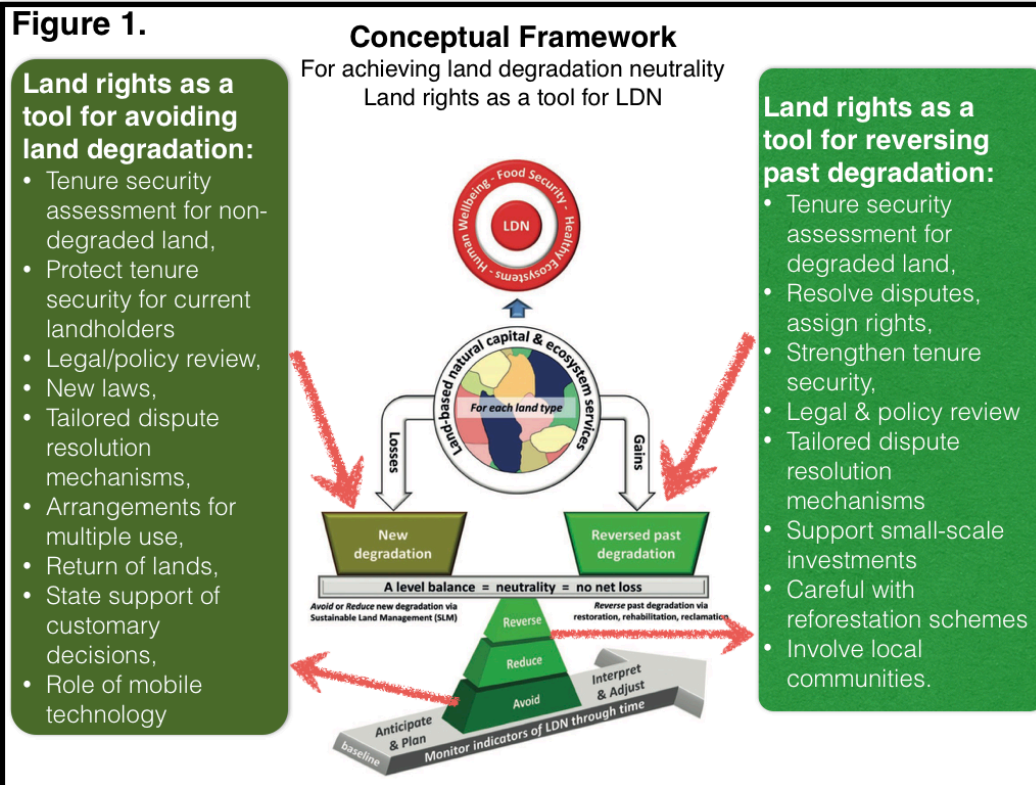 Figure 1.
Conceptual Framework
For achieving land degradation neutrality
Land rights as a tool for LDN
Land rights as a
tool for avoiding
land degradation:
• Tenure security
assessment for non-
degraded land,
• Protect tenure
security for current
landholders
• Legal/policy review,
• New laws,
• Tailored dispute
resolution
mechanisms,
• Arrangements for
multiple use,
• Return of lands,
• State support of
customary
decisions,
• Role of mobile
technology
Human Wellbeing - Food Security - Healthy Ecosystems -
LDN
Land-based natural capital & ecosystem services
For each land type
Losses
Gains
New
degradation
Reversed past
degradation
A level balance = neutrality = no net loss
Avoid or Reduce new degradation via
Sustainable Land Management (SLM)
Reverse past degradation via
restoration, rehabilitation, reclamation
Reverse
Reduce
Avoid
Anticipate
& Plan
Interpret
& Adjust
baseline
Monitor indicators of LDN through time
Land rights as a
tool for reversing
past degradation:
• Tenure security
assessment for
degraded land,
• Resolve disputes,
assign rights,
• Strengthen tenure
security,
• Legal & policy review
• Tailored dispute
resolution
mechanisms
• Support small-scale
investments
• Careful with
reforestation schemes
• Involve local
communities.